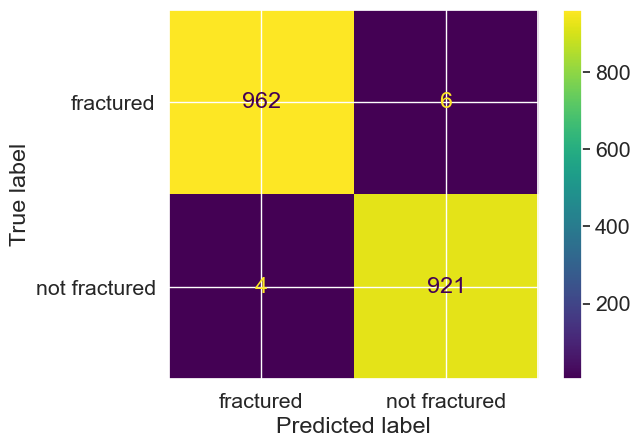 True label
fractured
962
6
not fractured
4
921
fractured
not fractured
Predicted label
800
600
400
200